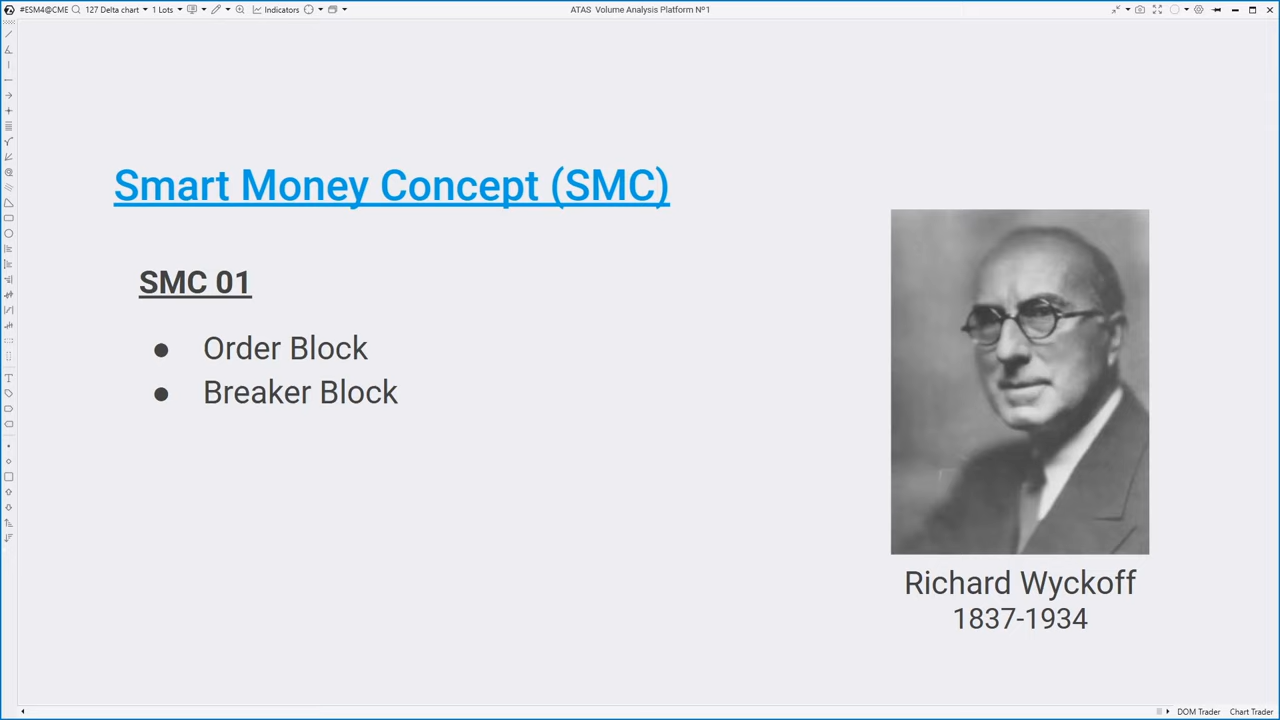 #ESM4@CME 127 Delta chart 1 Lots Indicators ATAS Volume Analysis Platform Nº1
Smart Money Concept (SMC)
SMC 01
● Order Block
● Breaker Block
Richard Wyckoff
1837-1934
DOM Trader Chart Trader